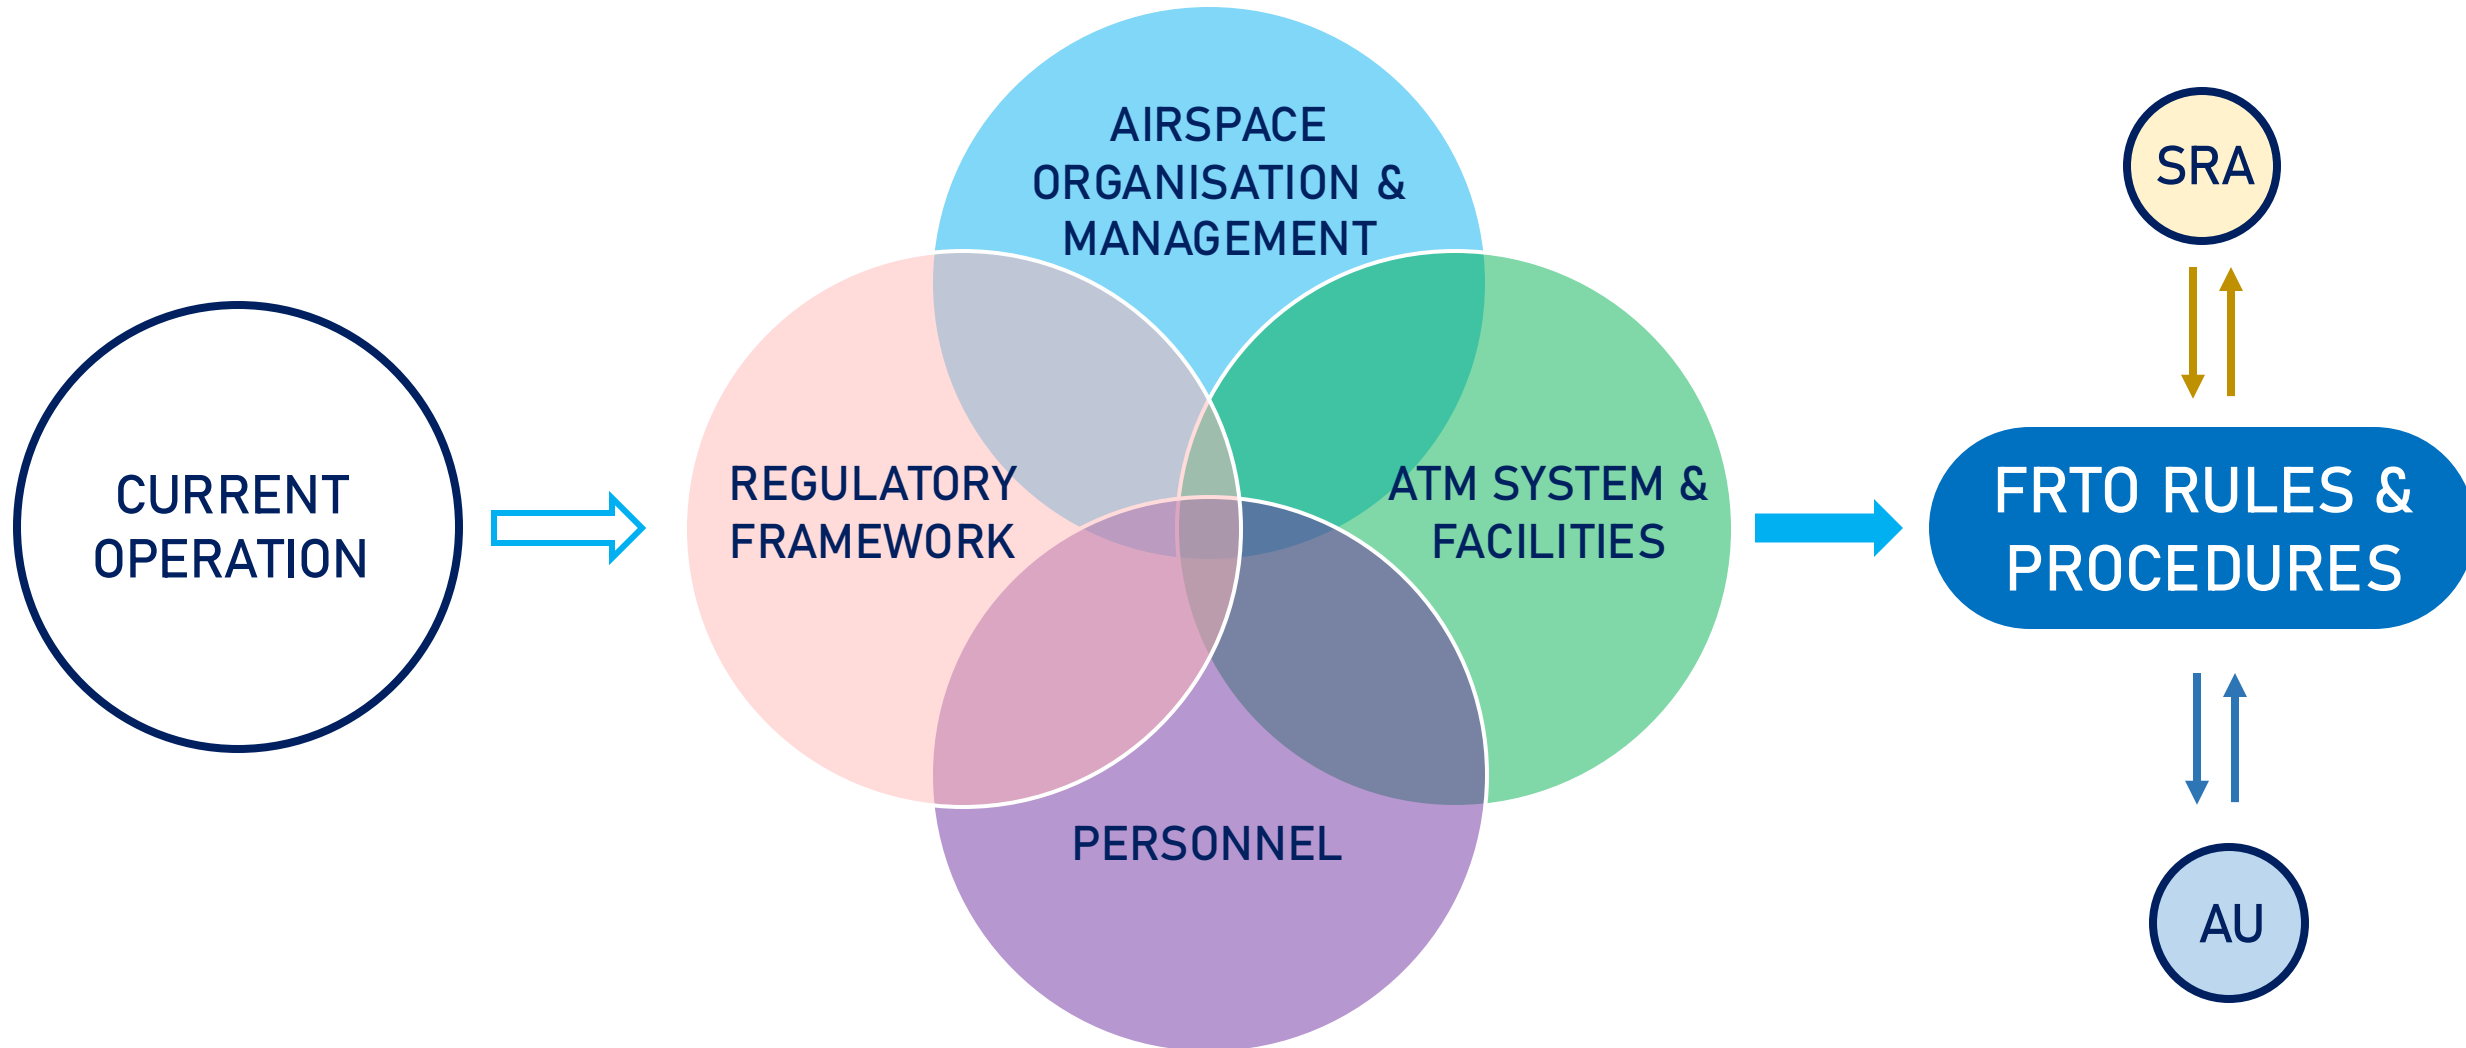 CURRENT
OPERATION
AIRSPACE
ORGANISATION &
MANAGEMENT
REGULATORY
FRAMEWORK
ATM SYSTEM &
FACILITIES
PERSONNEL
SRA
FRTO RULES &
PROCEDURES
AU